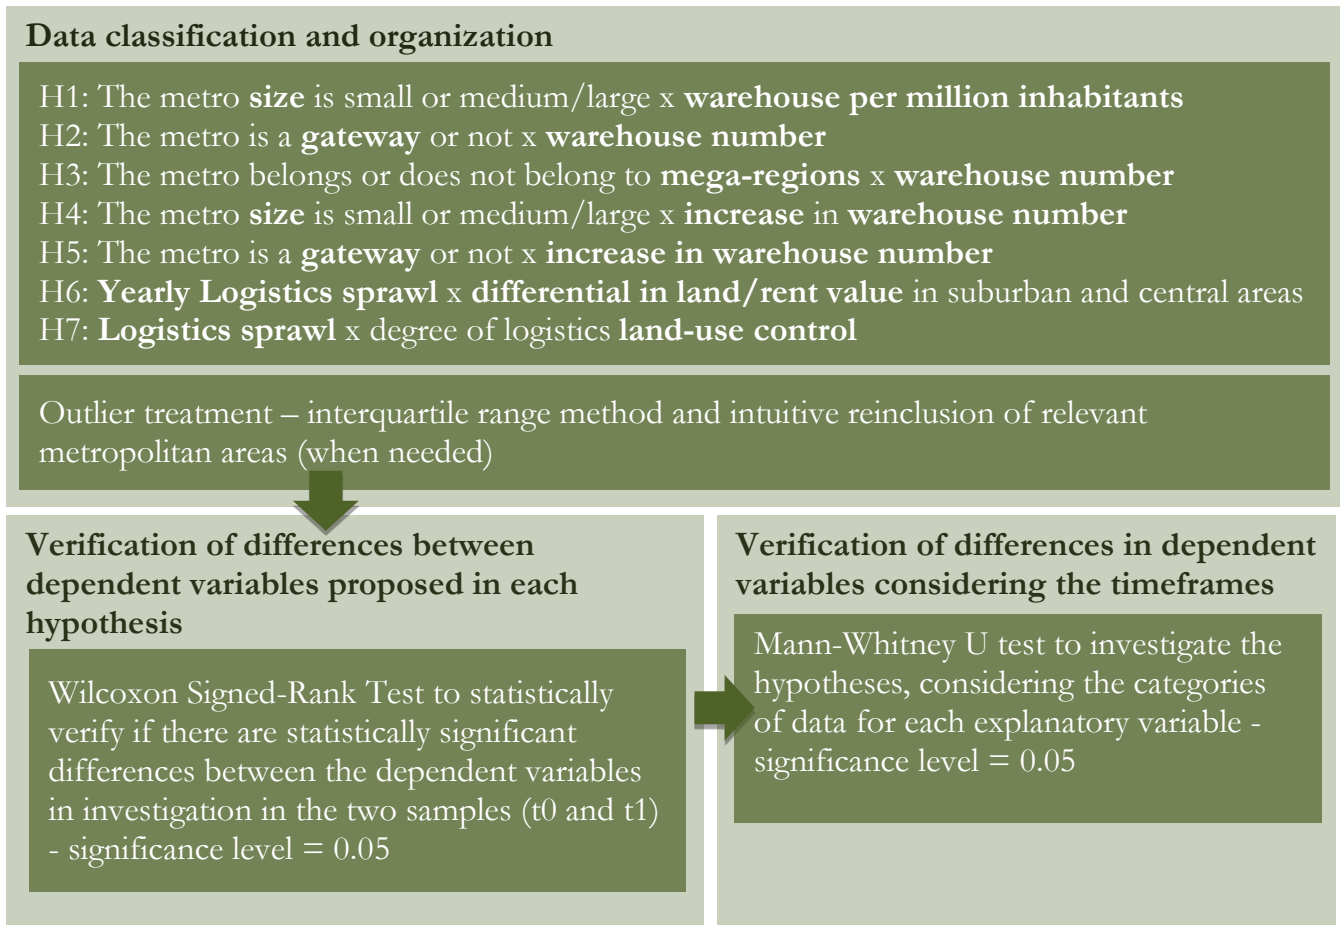 Data classification and organization
H1: The metro size is small or medium/large x warehouse per million inhabitants
H2: The metro is a gateway or not x warehouse number
H3: The metro belongs or does not belong to mega-regions x warehouse number
H4: The metro size is small or medium/large x increase in warehouse number
H5: The metro is a gateway or not x increase in warehouse number
H6: Yearly Logistics sprawl x differential in land/rent value in suburban and central areas
H7: Logistics sprawl x degree of logistics land-use control
Outlier treatment – interquartile range method and intuitive reinclusion of relevant
metropolitan areas (when needed)
Verification of differences between
dependent variables proposed in each
hypothesis
Wilcoxon Signed-Rank Test to statistically
verify if there are statistically significant
differences between the dependent variables
in investigation in the two samples (t0 and t1)
- significance level = 0.05
Verification of differences in dependent
variables considering the timeframes
Mann-Whitney U test to investigate the
hypotheses, considering the categories
of data for each explanatory variable -
significance level = 0.05